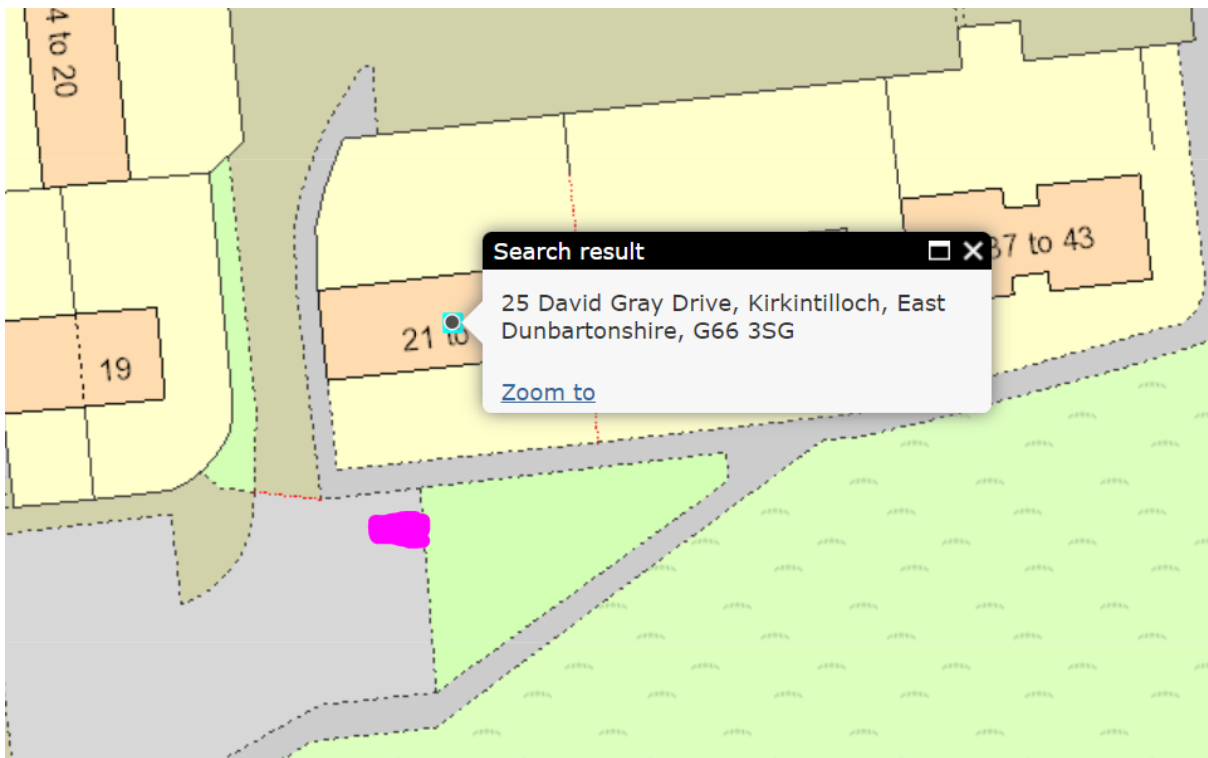 4 to 20
Search result
37 to 43
25 David Gray Drive, Kirkintilloch, East
Dunbartonshire, G66 3SG
21 to
19
Zoom to